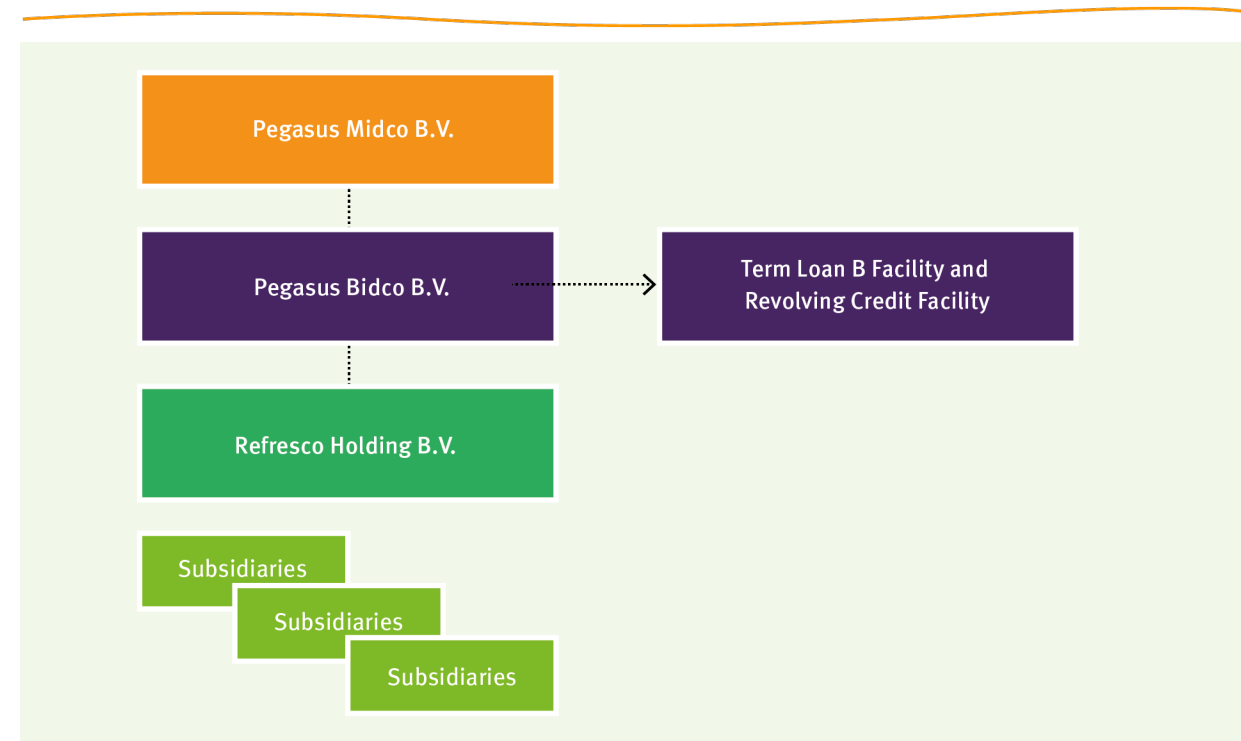 Pegasus Midco B.V.
Pegasus Bidco B.V.
Term Loan B Facility and
Revolving Credit Facility
Refresco Holding B.V.
Subsidiaries
Subsidiaries
Subsidiaries